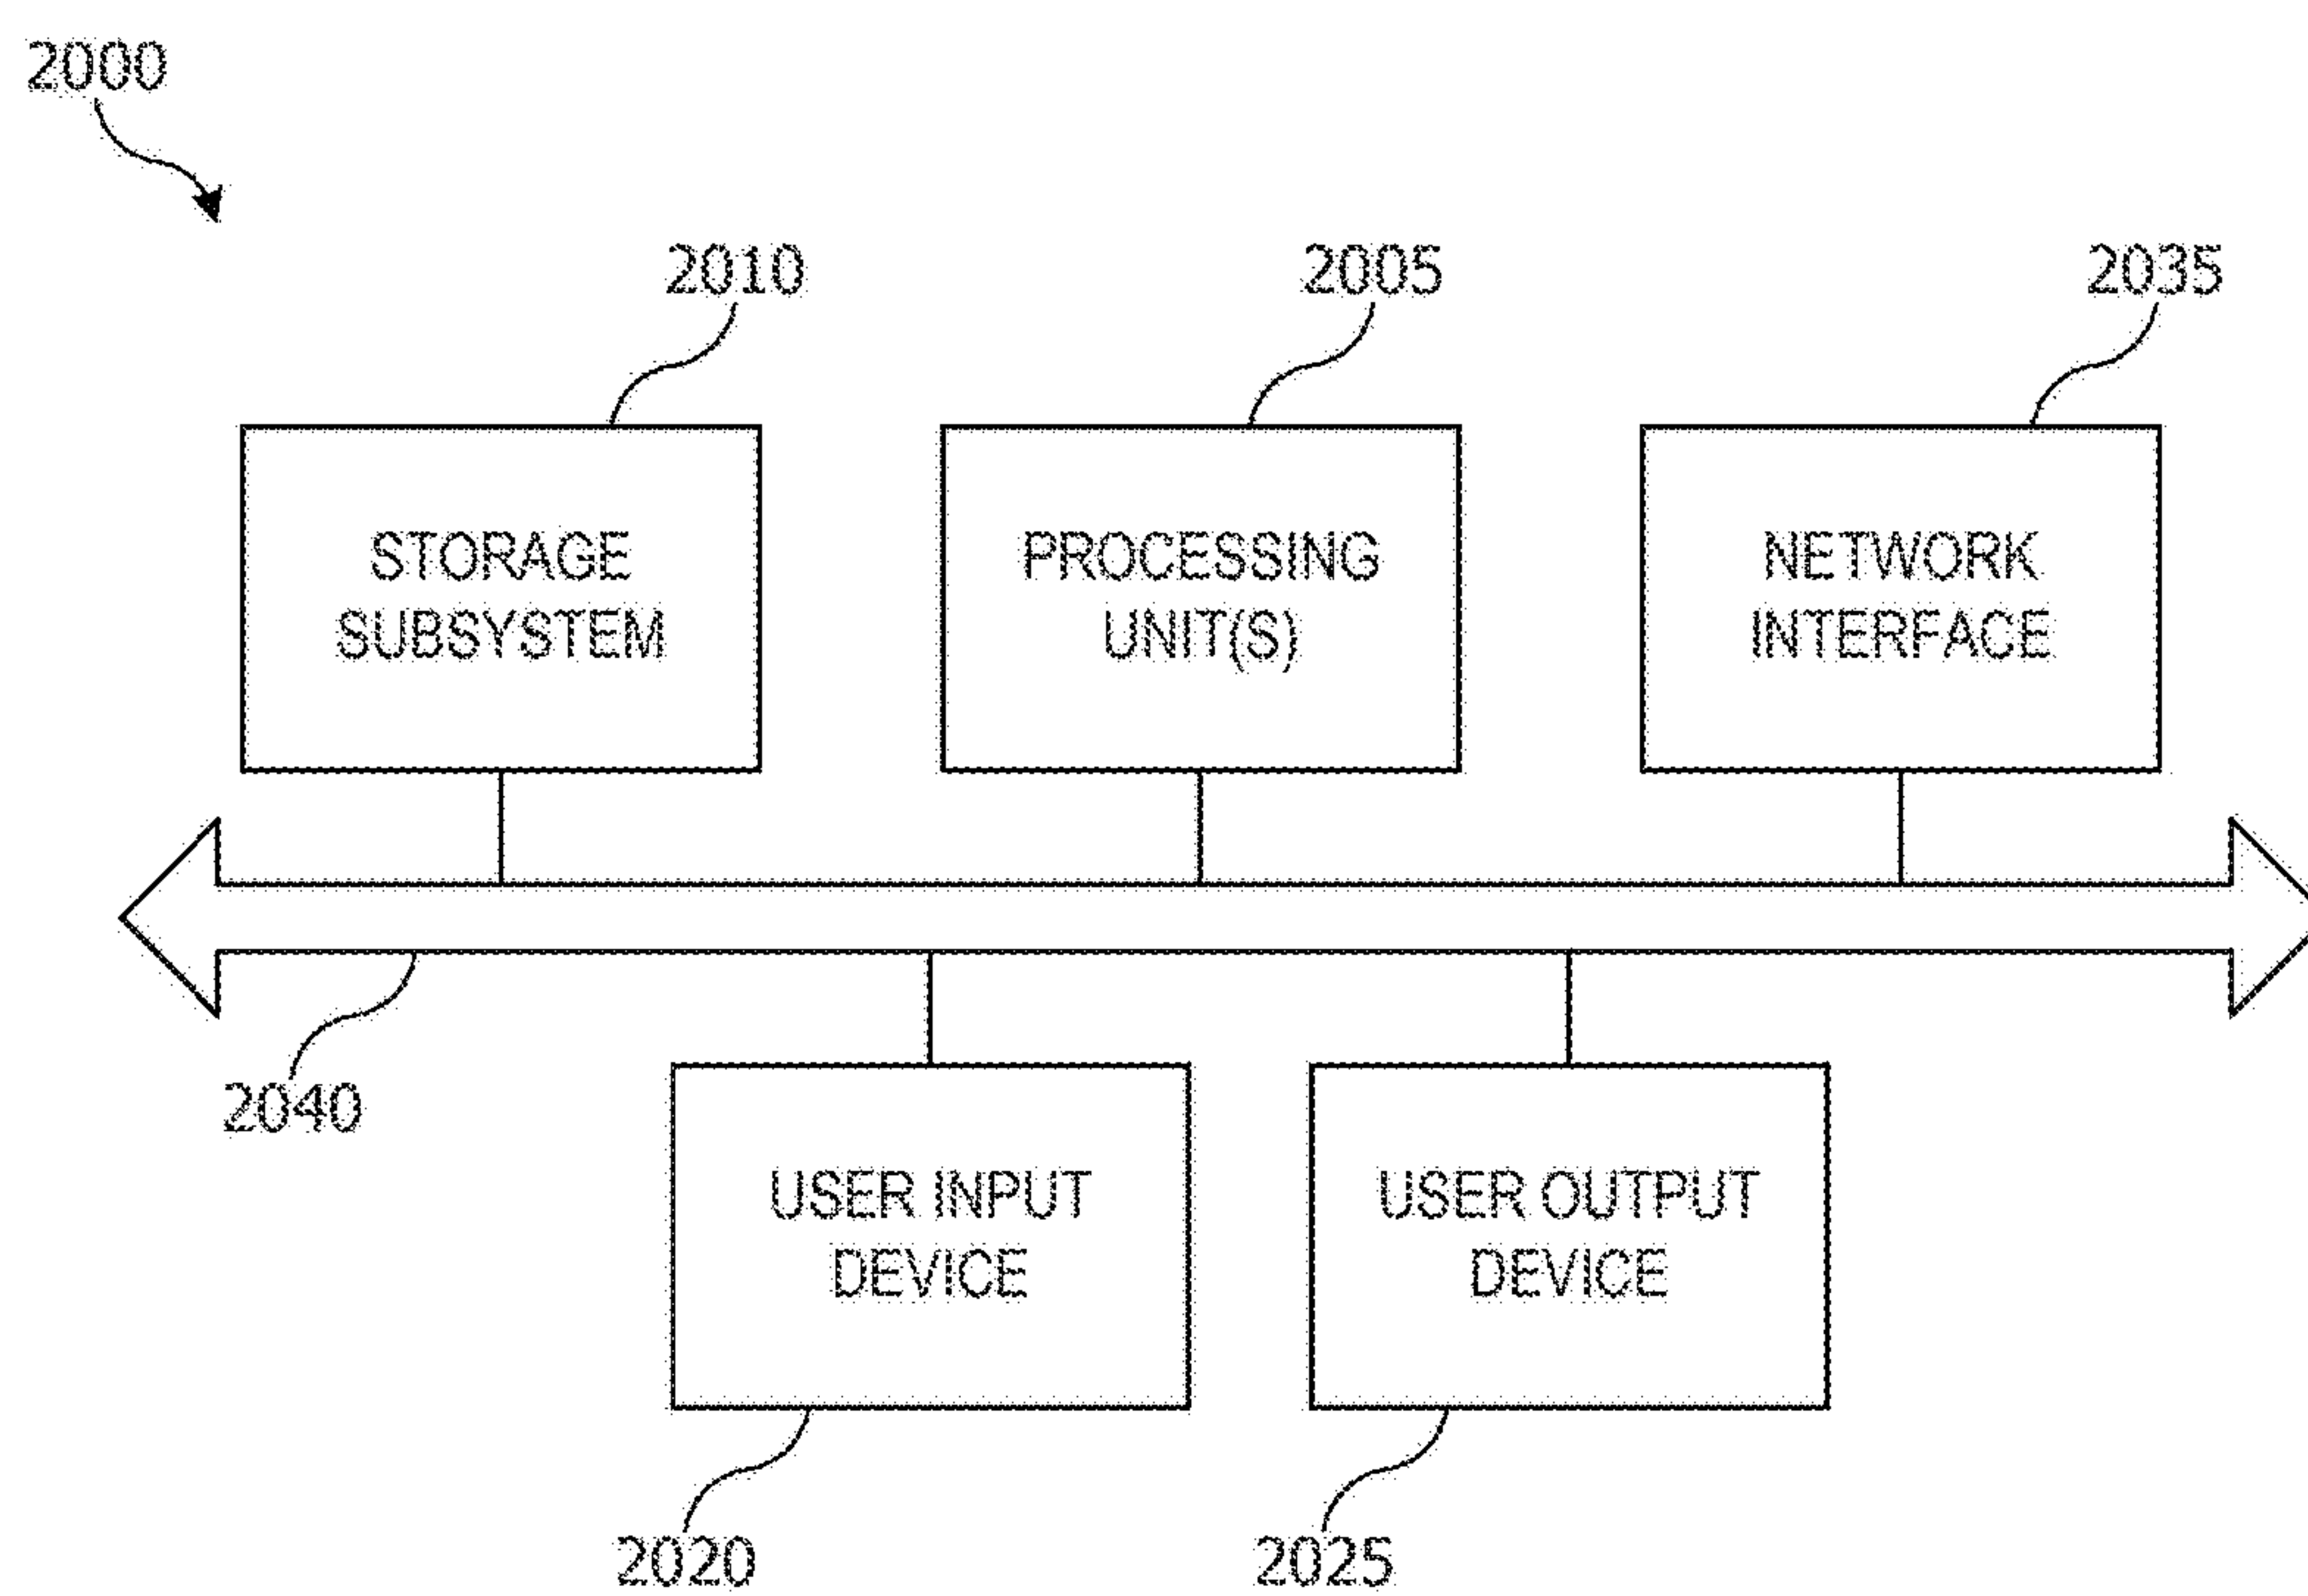 2000
2010
2005
2035
STORAGE
SUBSYSTEM
PROCESSING
UNIT(S)
NETWORK
INTERFACE
2040
USER INPUT
DEVICE
USER OUTPUT
DEVICE
2020
2025